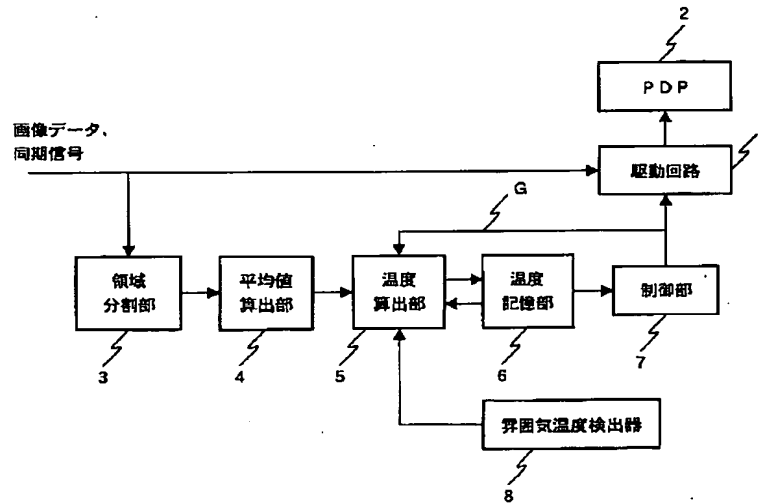 2
PDP
画像データ、
同期信号
駆動回路
G
領域
分割部
平均値
算出部
温度
算出部
温度
記憶部
制御部
3
4
5
6
7
雰囲気温度検出器
8